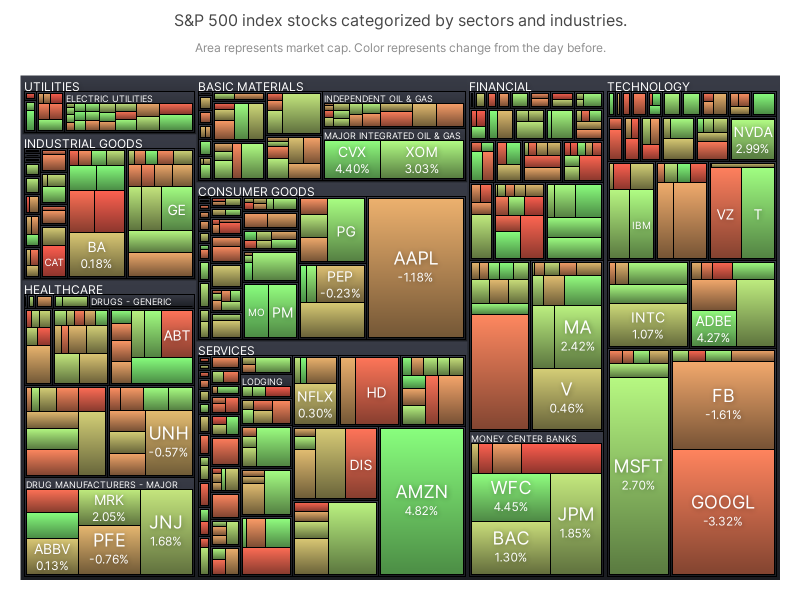 S&P 500 index stocks categorized by sectors and industries.
Area represents market cap. Color represents change from the day before.
UTILITIES
ELECTRIC UTILITIES
INDUSTRIAL GOODS
GE
BA
0.18%
CAT
HEALTHCARE
DRUGS - GENERIC
ABT
UNH
-0.57%
DRUG MANUFACTURERS - MAJOR
MRK
2.05%
JNJ
1.68%
PFE
-0.76%
ABBV
0.13%
BASIC MATERIALS
INDEPENDENT OIL & GAS
MAJOR INTEGRATED OIL & GAS
CVX
4.40%
XOM
3.03%
CONSUMER GOODS
PG
AAPL
-1.18%
PEP
-0.23%
MO
PM
SERVICES
LODGING
NFLX
0.30%
HD
DIS
AMZN
4.82%
FINANCIAL
MA
2.42%
V
0.46%
MONEY CENTER BANKS
WFC
4.45%
JPM
1.85%
BAC
1.30%
TECHNOLOGY
NVDA
2.99%
IBM
VZ
T
INTC
1.07%
ADBE
4.27%
MSFT
2.70%
FB
-1.61%
GOOGL
-3.32%